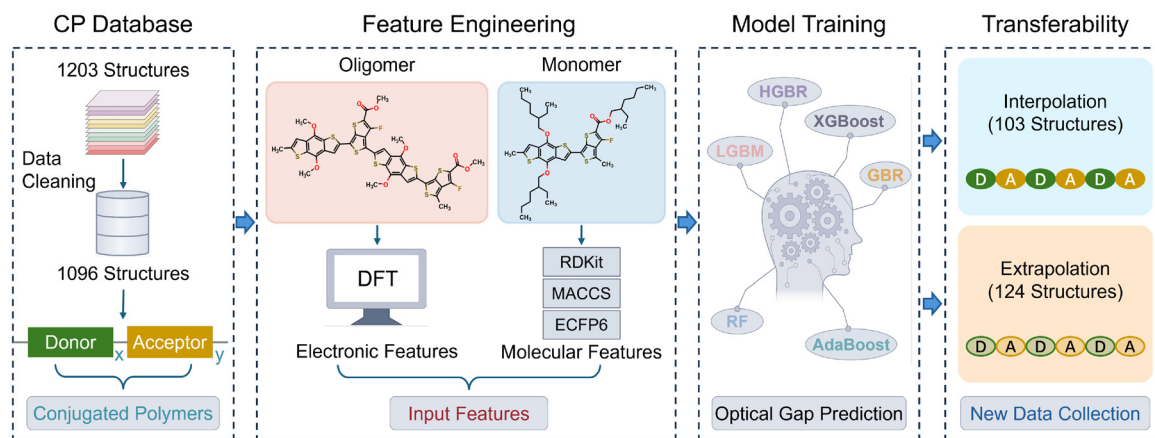 CP Database
1203 Structures
Data
Cleaning
1096 Structures
Donor
x
Acceptor
y
Conjugated Polymers
Feature Engineering
Oligomer
Monomer
DFT
RDKit
MACCS
ECFP6
Electronic Features
Molecular Features
Input Features
Model Training
HGBR
XGBoost
LGBM
GBR
RF
AdaBoost
Optical Gap Prediction
Transferability
Interpolation
(103 Structures)
D A D A D A
Extrapolation
(124 Structures)
D A D A D A
New Data Collection